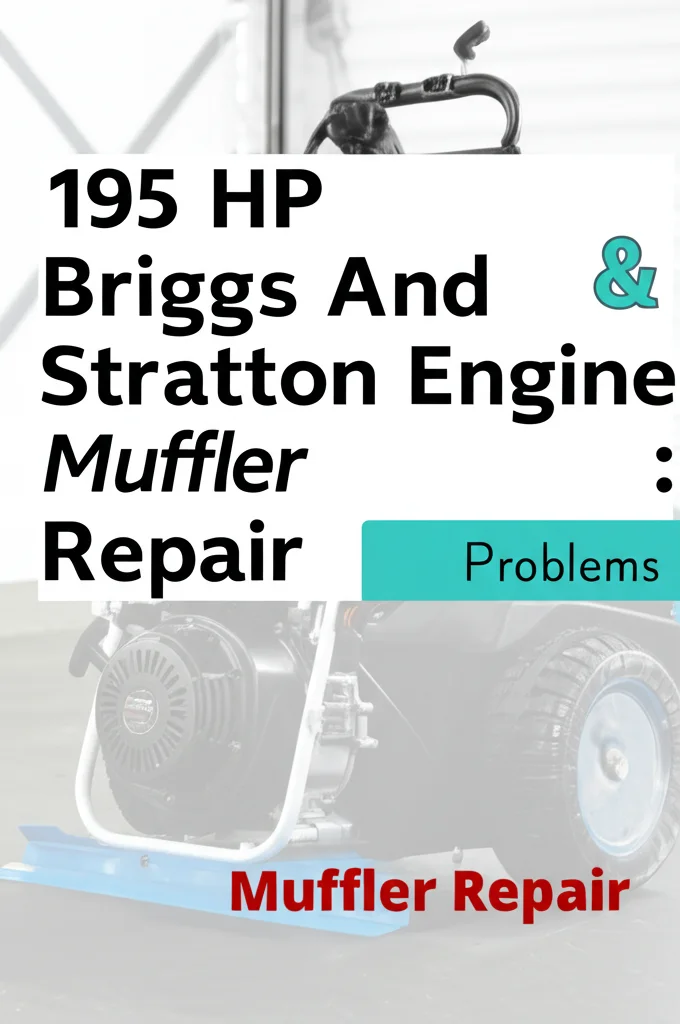 195 HP
Briggs And &
Stratton Engine
Muffler :
Repair Problems
Muffler Repair